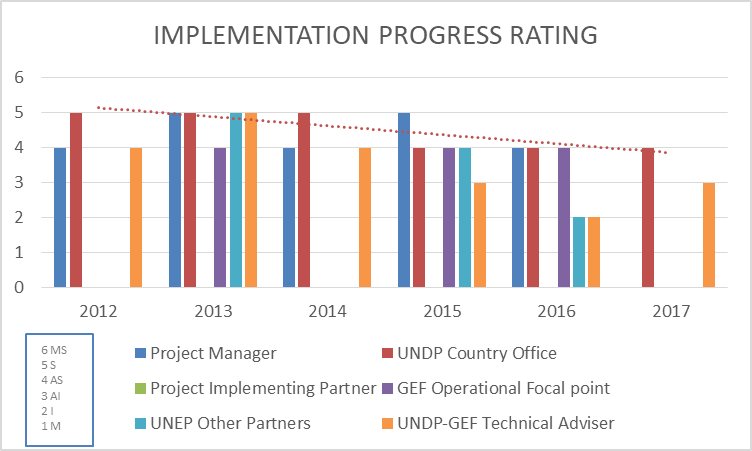 IMPLEMENTATION PROGRESS RATING
6
5
4
3
2
1
0
2012 2013 2014 2015 2016 2017
6 MS
5 S
4 AS
3 AI
2 I
1 M
Project Manager UNDP Country Office
Project Implementing Partner GEF Operational Focal point
UNEP Other Partners UNDP-GEF Technical Adviser